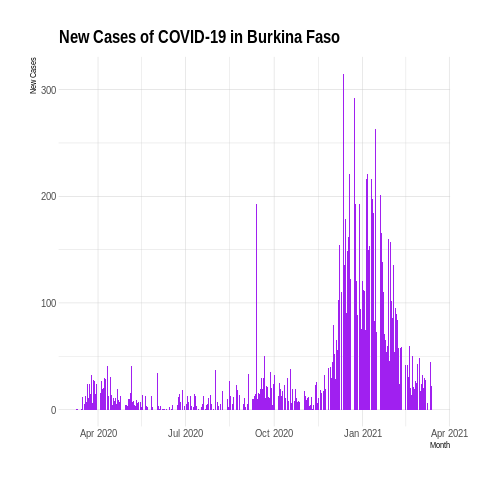 New Cases of COVID-19 in Burkina Faso
New Cases
300
200
100
0
Apr 2020 Jul 2020 Oct 2020 Jan 2021 Apr 2021
Month